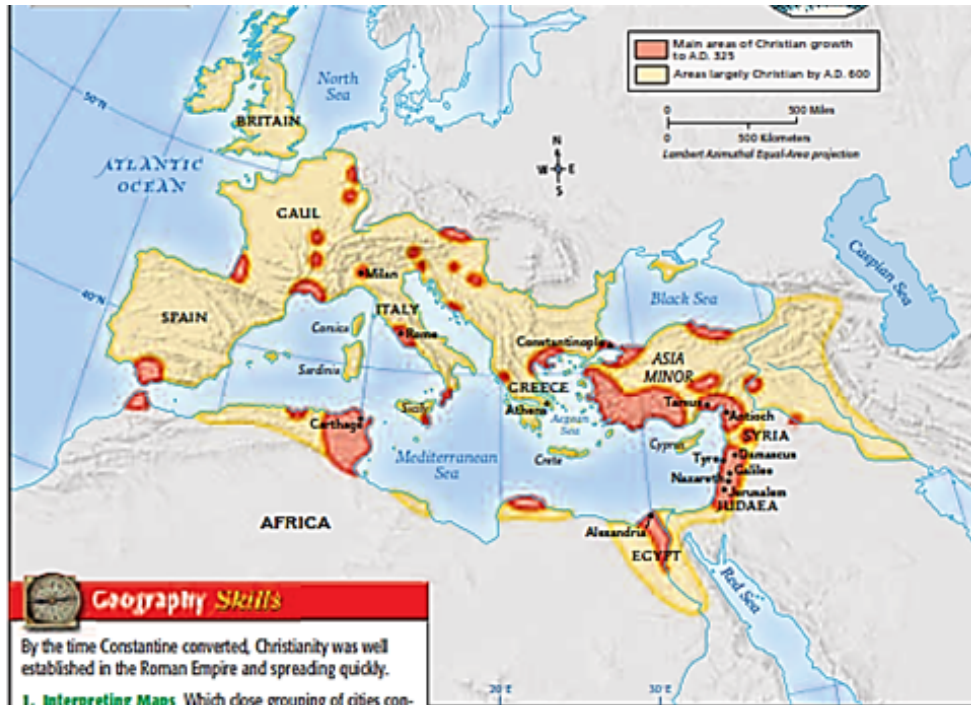 Main areas of Christian growth
to A.D. 325
Areas largely Christian by A.D. 600
0 500 Miles
0 500 Kilometers
Lambert Azimuthal Equal-Area projection
N
W E
S
North
Sea
50°N
BRITAIN
ATLANTIC
OCEAN
GAUL
Caspian Sea
40°N
Milan
Black Sea
SPAIN
ITALY
Corsica
Rome
Constantinople
ASIA
MINOR
Sardinia
GREECE
Tarsus
Antioch
Athens
Aegean
Sea
Sicily
Carthage
SYRIA
Cyprus
Crete
Tyre
Damascus
Mediterranean
Sea
Galilee
Nazareth
Jerusalem
JUDAEA
AFRICA
Alexandria
EGYPT
Red Sea
Geography Skills
By the time Constantine converted, Christianity was well
established in the Roman Empire and spreading quickly.
1. Interpreting Maps Which close grouping of cities con-
20°E
30°E